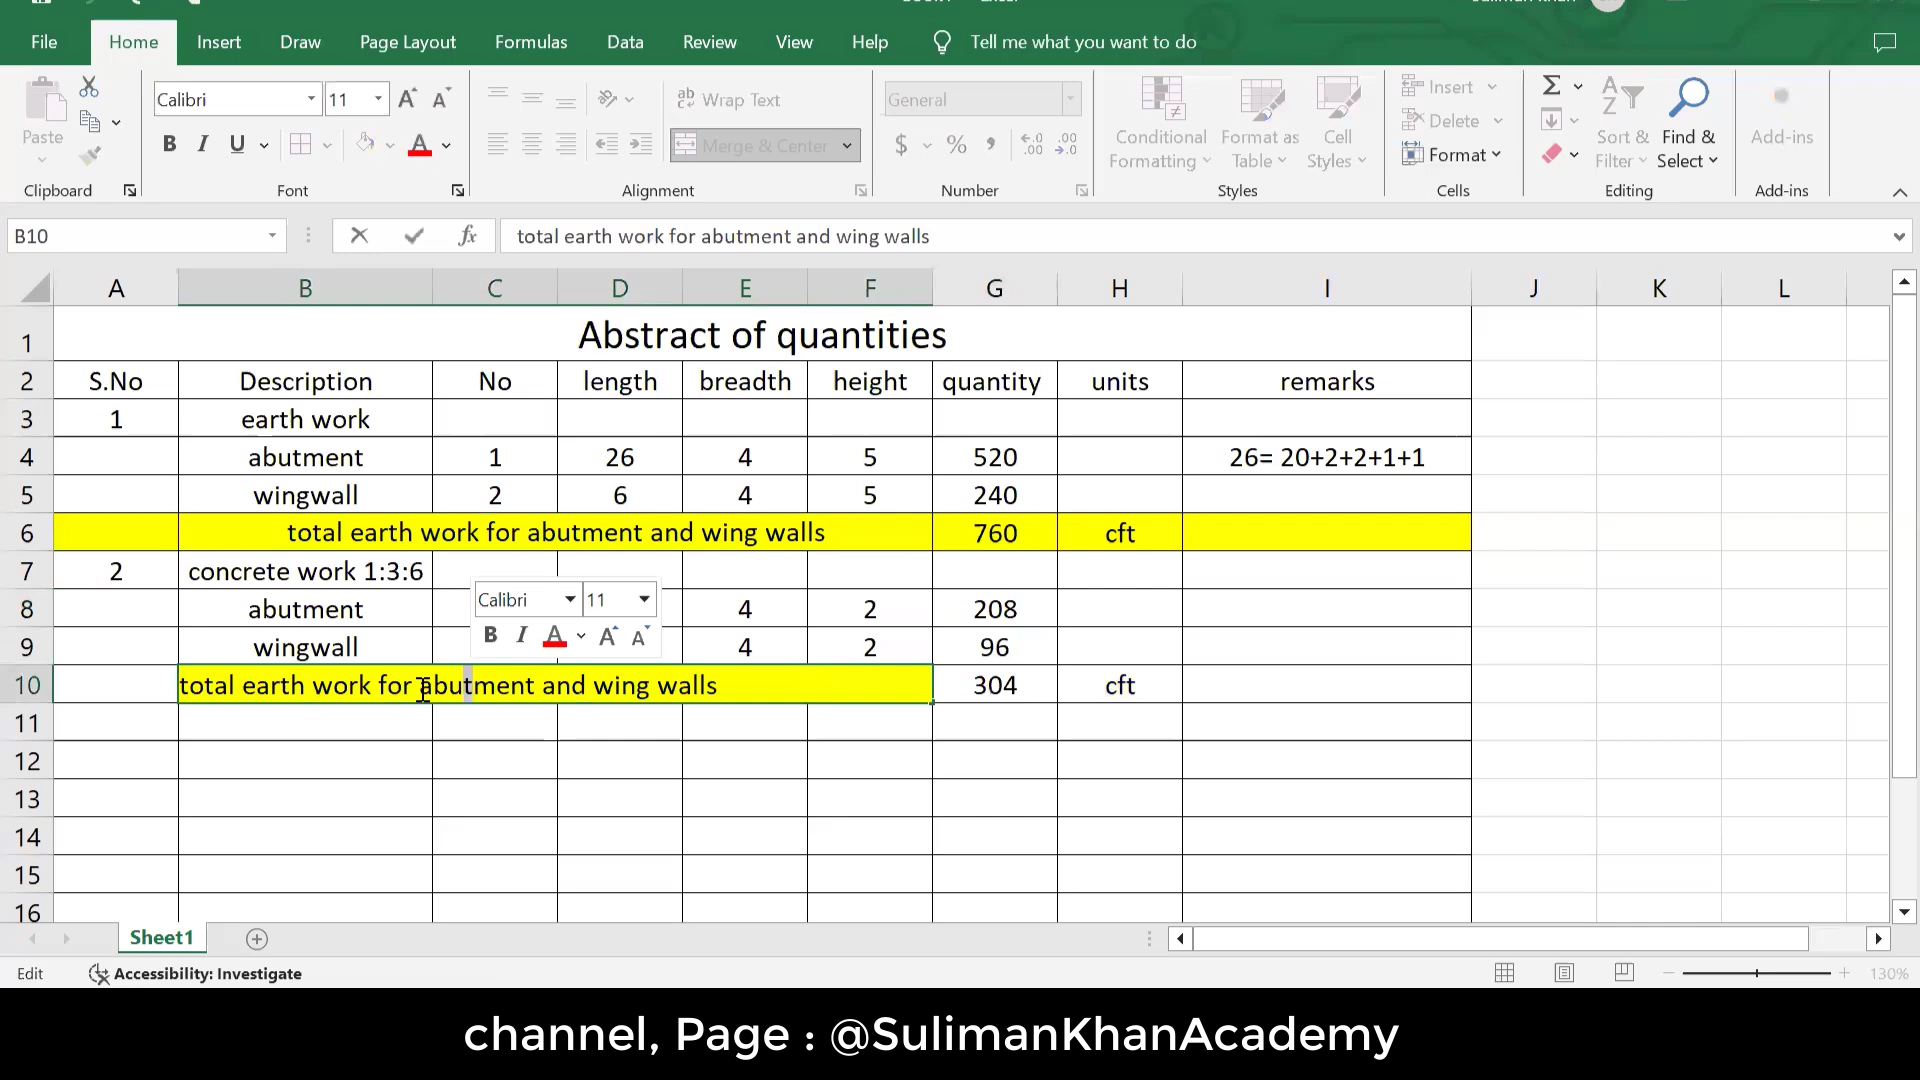 File Home Insert Draw Page Layout Formulas Data Review View Help Tell me what you want to do
Paste
Calibri 11
Wrap Text
General
Merge & Center
Conditional Formatting
Format as Table
Cell Styles
Insert
Delete
Format
Sort & Filter
Find & Select
Add-ins
Clipboard Font Alignment Number Styles Cells Editing Add-ins
B10 fx total earth work for abutment and wing walls
A B C D E F G H I J K L
1 Abstract of quantities
2 S.No Description No length breadth height quantity units remarks
3 1 earth work
4 abutment 1 26 4 5 520 26= 20+2+2+1+1
5 wingwall 2 6 4 5 240
6 total earth work for abutment and wing walls 760 cft
7 2 concrete work 1:3:6
Calibri 11
8 abutment 4 2 208
B I A A A
9 wingwall 4 2 96
10 total earth work for abutment and wing walls 304 cft
11
12
13
14
15
16
Sheet1
Edit Accessibility: Investigate 130%
channel, Page : @SulimanKhanAcademy